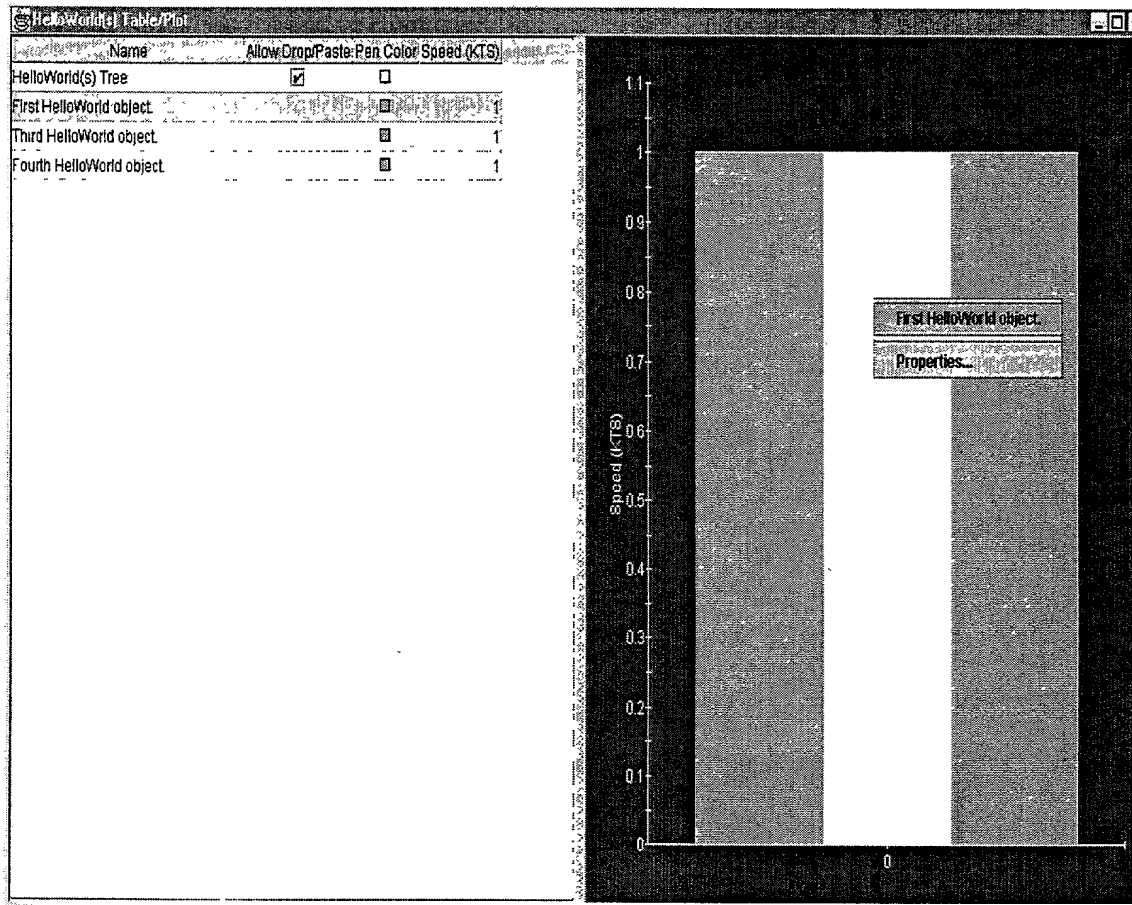 HelloWorld(s) Table/Plot
Name Allow Drop/Paste Pen Color Speed (KTS)
HelloWorld(s) Tree
First HelloWorld object. 1
Third HelloWorld object. 1
Fourth HelloWorld object. 1
1.1
1
0.9
0.8
0.7
0.6
0.5
0.4
0.3
0.2
0.1
0
Speed (KTS)
First HelloWorld object.
Properties...
0